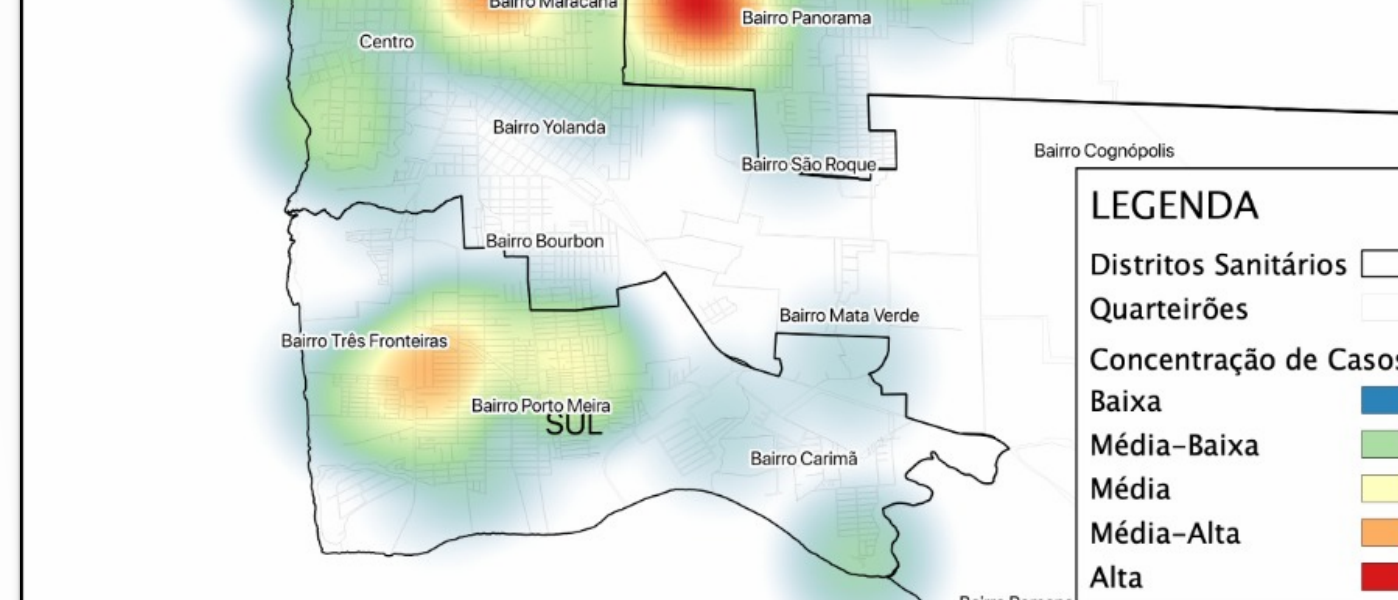 Bairro Maracanã
Bairro Panorama
Centro
Bairro Yolanda
Bairro São Roque
Bairro Cognópolis
LEGENDA
Distritos Sanitários
Quarteirões
Concentração de Casos
Baixa
Média-Baixa
Média
Média-Alta
Alta
Bairro Bourbon
Bairro Mata Verde
Bairro Três Fronteiras
Bairro Porto Meira
SUL
Bairro Carimã